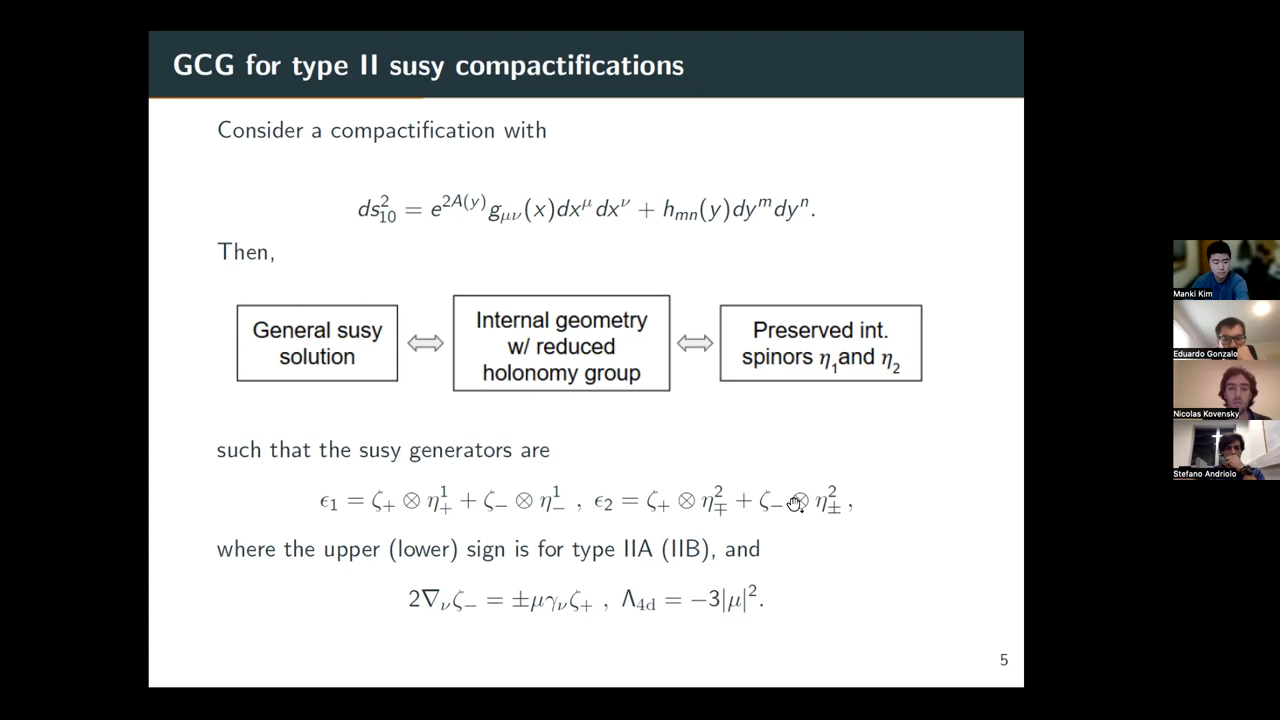 GCG for type II susy compactifications
Consider a compactification with
ds²₁₀ = e^{2A(y)} g_{μν}(x)dx^μ dx^ν + h_{mn}(y)dy^m dy^n.
Then,
General susy
solution
Internal geometry
w/ reduced
holonomy group
Preserved int.
spinors η₁and η₂
such that the susy generators are
ϵ₁ = ζ₊ ⊗ η¹₊ + ζ₋ ⊗ η¹₋ , ϵ₂ = ζ₊ ⊗ η²_∓ + ζ₋ ⊗ η²_± ,
where the upper (lower) sign is for type IIA (IIB), and
2∇_ν ζ₋ = ±μγ_ν ζ₊ , Λ_{4d} = −3|μ|².
5
Manki Kim
Eduardo Gonzalo
Nicolas Kovensky
Stefano Andriolo